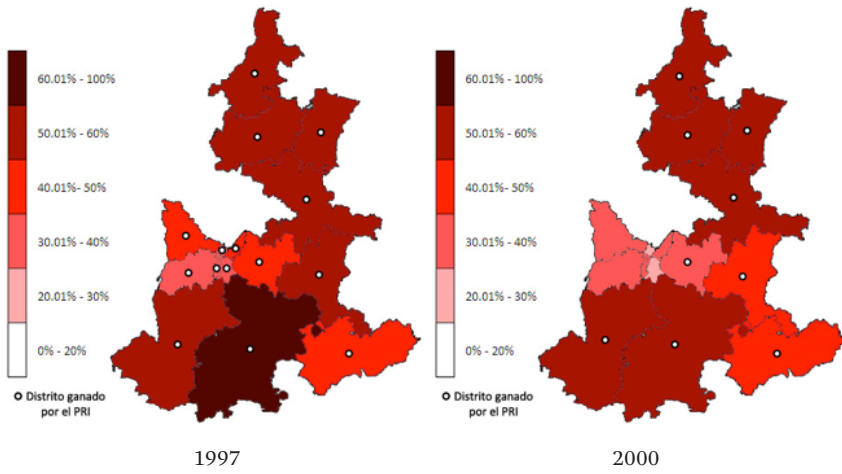 60.01% - 100%
50.01% - 60%
40.01%- 50%
30.01% - 40%
20.01% - 30%
0% - 20%
Distrito ganado
por el PRI
1997
60.01% - 100%
50.01% - 60%
40.01%- 50%
30.01% - 40%
20.01% - 30%
0% - 20%
Distrito ganado
por el PRI
2000